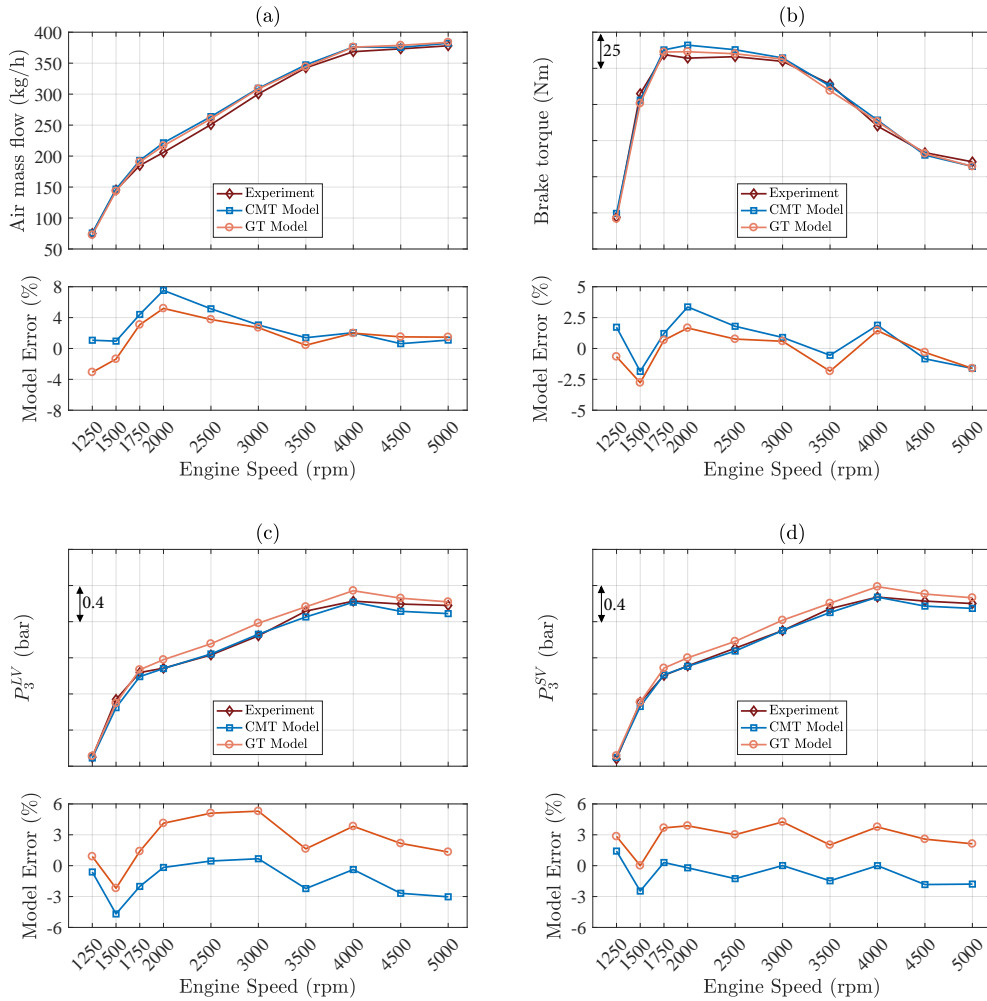 (a)
Air mass flow (kg/h)
400
350
300
250
200
150
100
50
Experiment
CMT Model
GT Model
Model Error (%)
8
4
0
-4
-8
1250
1500
1750
2000
2500
3000
3500
4000
4500
5000
Engine Speed (rpm)
(b)
Brake torque (Nm)
25
Experiment
CMT Model
GT Model
Model Error (%)
5
2.5
0
-2.5
-5
1250
1500
1750
2000
2500
3000
3500
4000
4500
5000
Engine Speed (rpm)
(c)
P_3^{LV} (bar)
0.4
Experiment
CMT Model
GT Model
Model Error (%)
6
3
0
-3
-6
1250
1500
1750
2000
2500
3000
3500
4000
4500
5000
Engine Speed (rpm)
(d)
P_3^{SV} (bar)
0.4
Experiment
CMT Model
GT Model
Model Error (%)
6
3
0
-3
-6
1250
1500
1750
2000
2500
3000
3500
4000
4500
5000
Engine Speed (rpm)